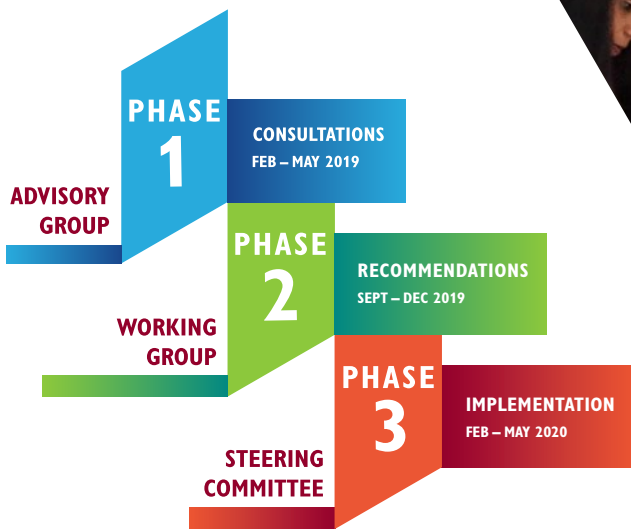 PHASE
1
CONSULTATIONS
FEB – MAY 2019
ADVISORY
GROUP
PHASE
2
RECOMMENDATIONS
SEPT – DEC 2019
WORKING
GROUP
PHASE
3
IMPLEMENTATION
FEB – MAY 2020
STEERING
COMMITTEE